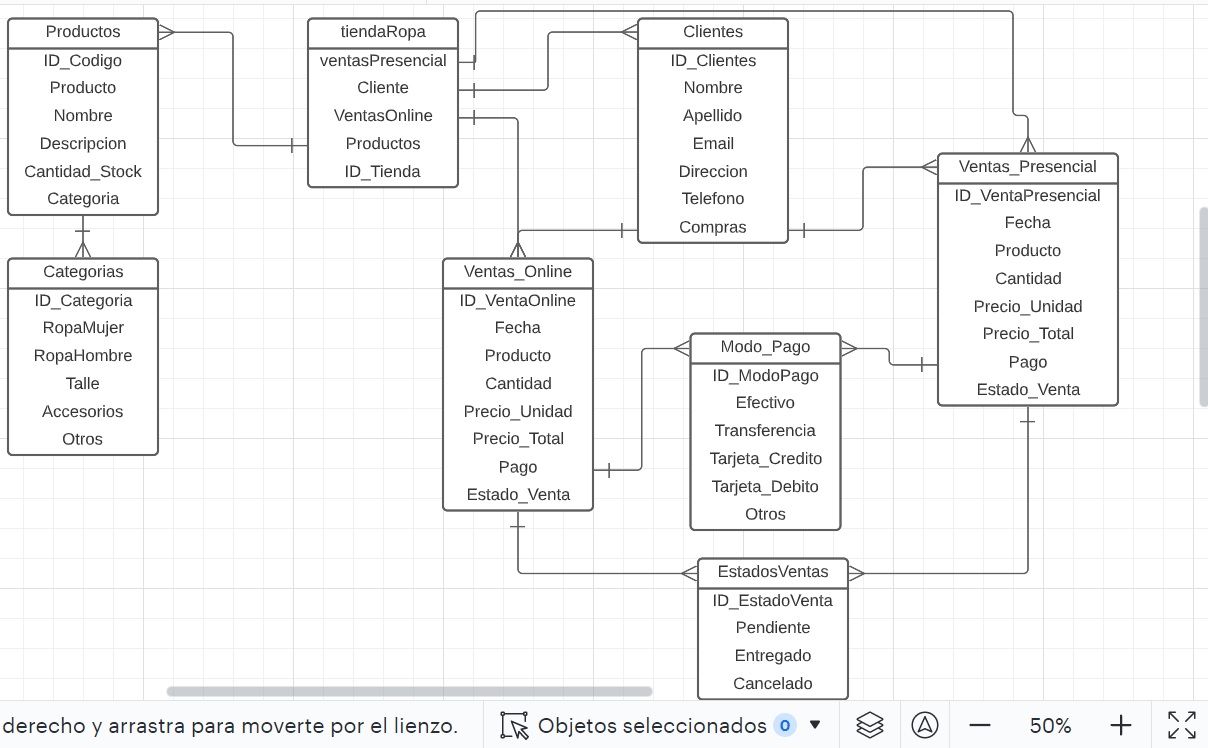 Productos
ID_Codigo
Producto
Nombre
Descripcion
Cantidad_Stock
Categoria
tiendaRopa
ventasPresencial
Cliente
VentasOnline
Productos
ID_Tienda
Clientes
ID_Clientes
Nombre
Apellido
Email
Direccion
Telefono
Compras
Ventas_Presencial
ID_VentaPresencial
Fecha
Producto
Cantidad
Precio_Unidad
Precio_Total
Pago
Estado_Venta
Categorias
ID_Categoria
RopaMujer
RopaHombre
Talle
Accesorios
Otros
Ventas_Online
ID_VentaOnline
Fecha
Producto
Cantidad
Precio_Unidad
Precio_Total
Pago
Estado_Venta
Modo_Pago
ID_ModoPago
Efectivo
Transferencia
Tarjeta_Credito
Tarjeta_Debito
Otros
EstadosVentas
ID_EstadoVenta
Pendiente
Entregado
Cancelado
derecho y arrastra para moverte por el lienzo.
Objetos seleccionados 0
50%